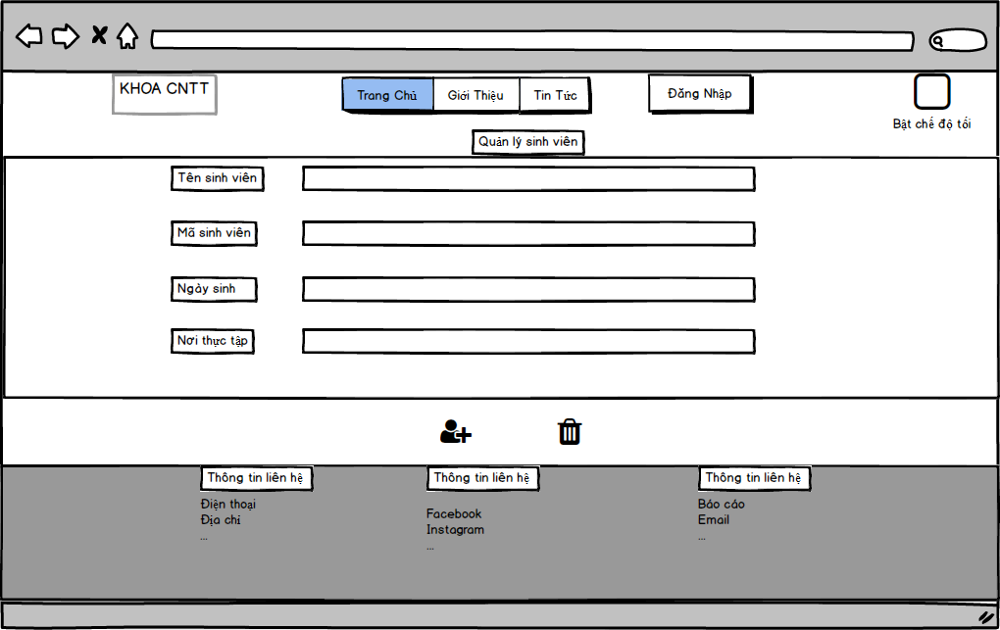 KHOA CNTT
Trang Chủ
Giới Thiệu
Tin Tức
Đăng Nhập
Bật chế độ tối
Quản lý sinh viên
Tên sinh viên
Mã sinh viên
Ngày sinh
Nơi thực tập
Thông tin liên hệ
Điện thoại
Địa chỉ
...
Thông tin liên hệ
Facebook
Instagram
...
Thông tin liên hệ
Báo cáo
Email
...